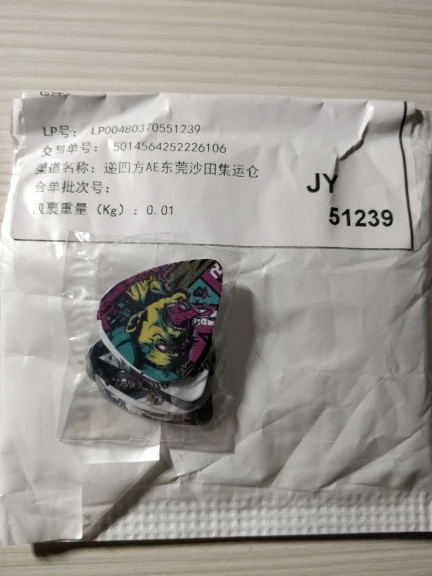 LP号: LP00480370551239
交易单号: 5014564252226106
渠道名称: 递四方AE东莞沙田集运仓
合单批次号:
包裹重量 (Kg) : 0.01
JY
51239